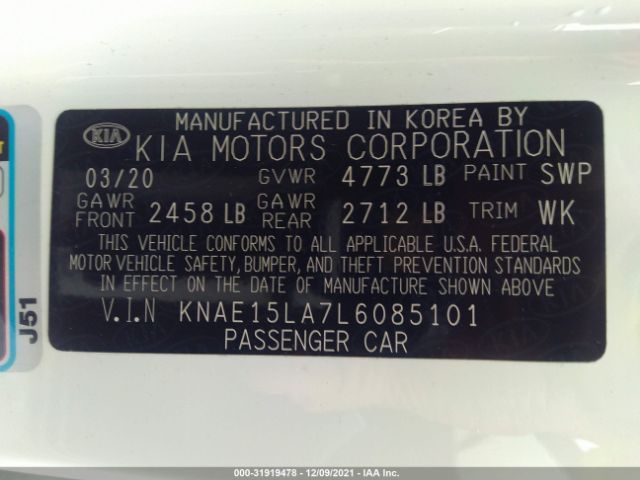 MANUFACTURED IN KOREA BY
KIA KIA MOTORS CORPORATION
03/20 GVWR 4773 LB PAINT SWP
GAWR FRONT 2458 LB GAWR REAR 2712 LB TRIM WK
THIS VEHICLE CONFORMS TO ALL APPLICABLE U.S.A. FEDERAL
MOTOR VEHICLE SAFETY, BUMPER, AND THEFT PREVENTION STANDARDS
IN EFFECT ON THE DATE OF MANUFACTURE SHOWN ABOVE
V.I.N KNAE15LA7L6085101
PASSENGER CAR
J51
000-31919478 - 12/09/2021 - IAA Inc.